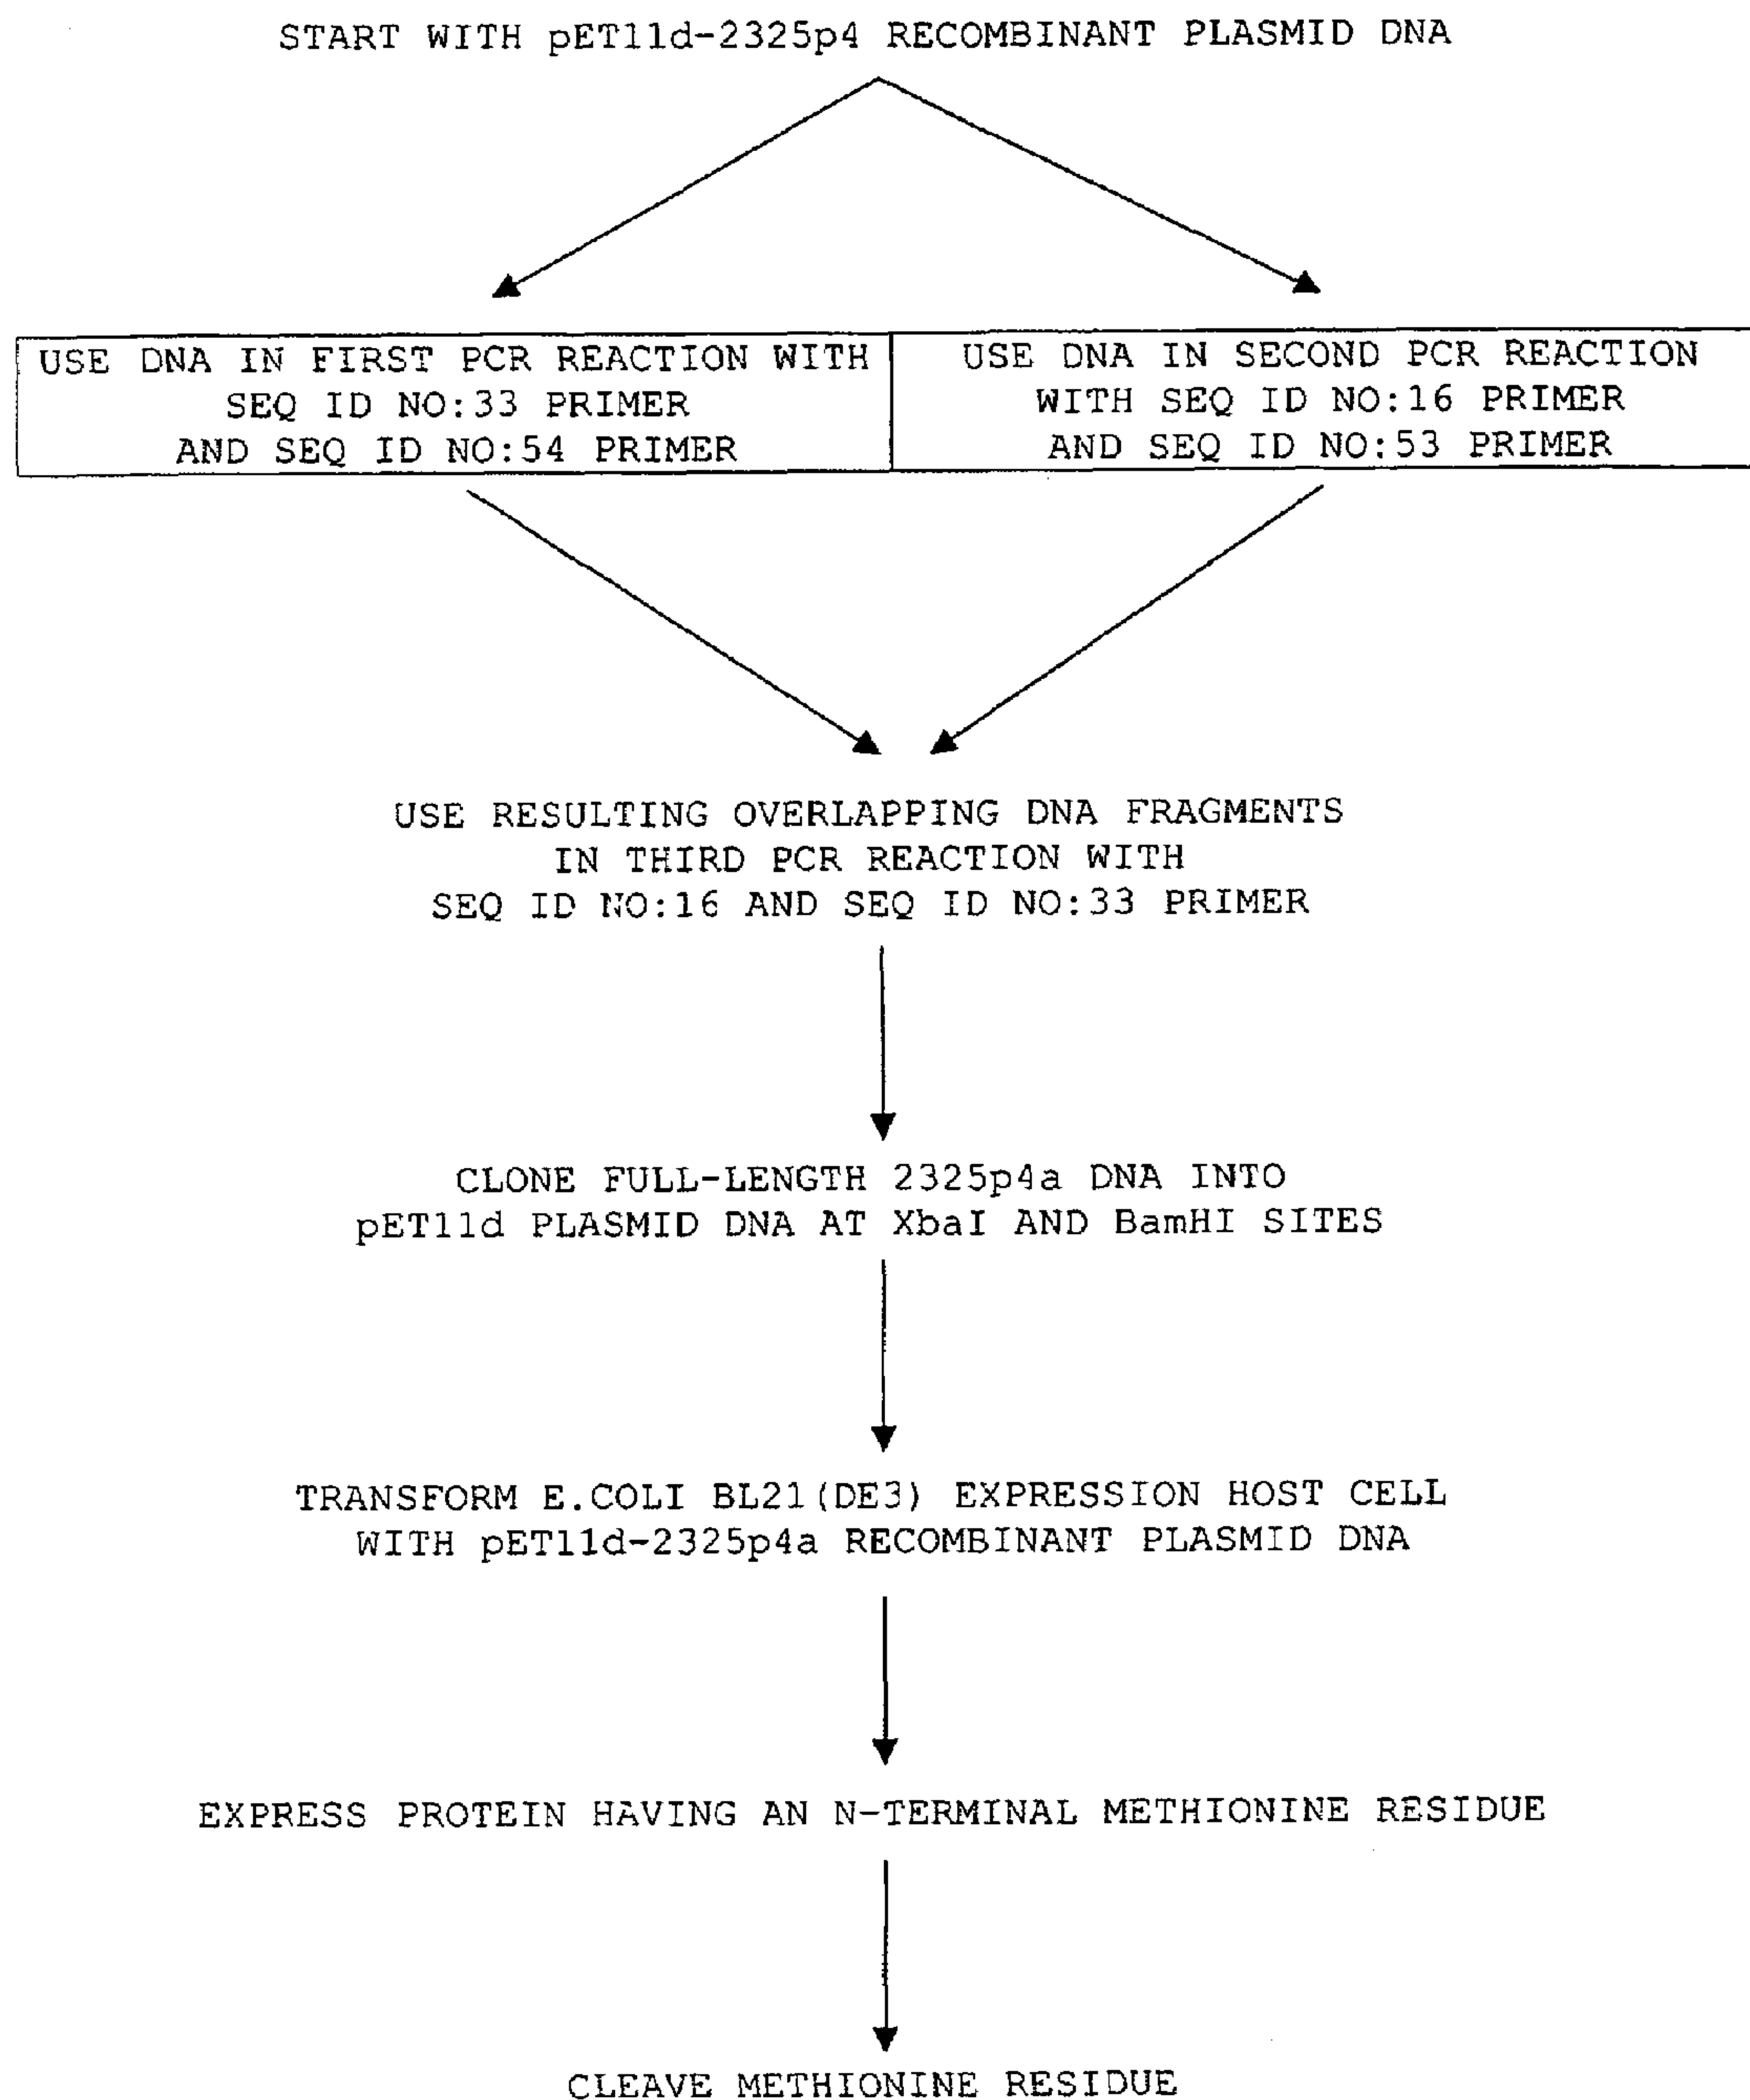 START WITH pET11d-2325p4 RECOMBINANT PLASMID DNA
USE DNA IN FIRST PCR REACTION WITH
SEQ ID NO:33 PRIMER
AND SEQ ID NO:54 PRIMER
USE DNA IN SECOND PCR REACTION
WITH SEQ ID NO:16 PRIMER
AND SEQ ID NO:53 PRIMER
USE RESULTING OVERLAPPING DNA FRAGMENTS
IN THIRD PCR REACTION WITH
SEQ ID NO:16 AND SEQ ID NO:33 PRIMER
CLONE FULL-LENGTH 2325p4a DNA INTO
pET11d PLASMID DNA AT XbaI AND BamHI SITES
TRANSFORM E.COLI BL21(DE3) EXPRESSION HOST CELL
WITH pET11d-2325p4a RECOMBINANT PLASMID DNA
EXPRESS PROTEIN HAVING AN N-TERMINAL METHIONINE RESIDUE
CLEAVE METHIONINE RESIDUE